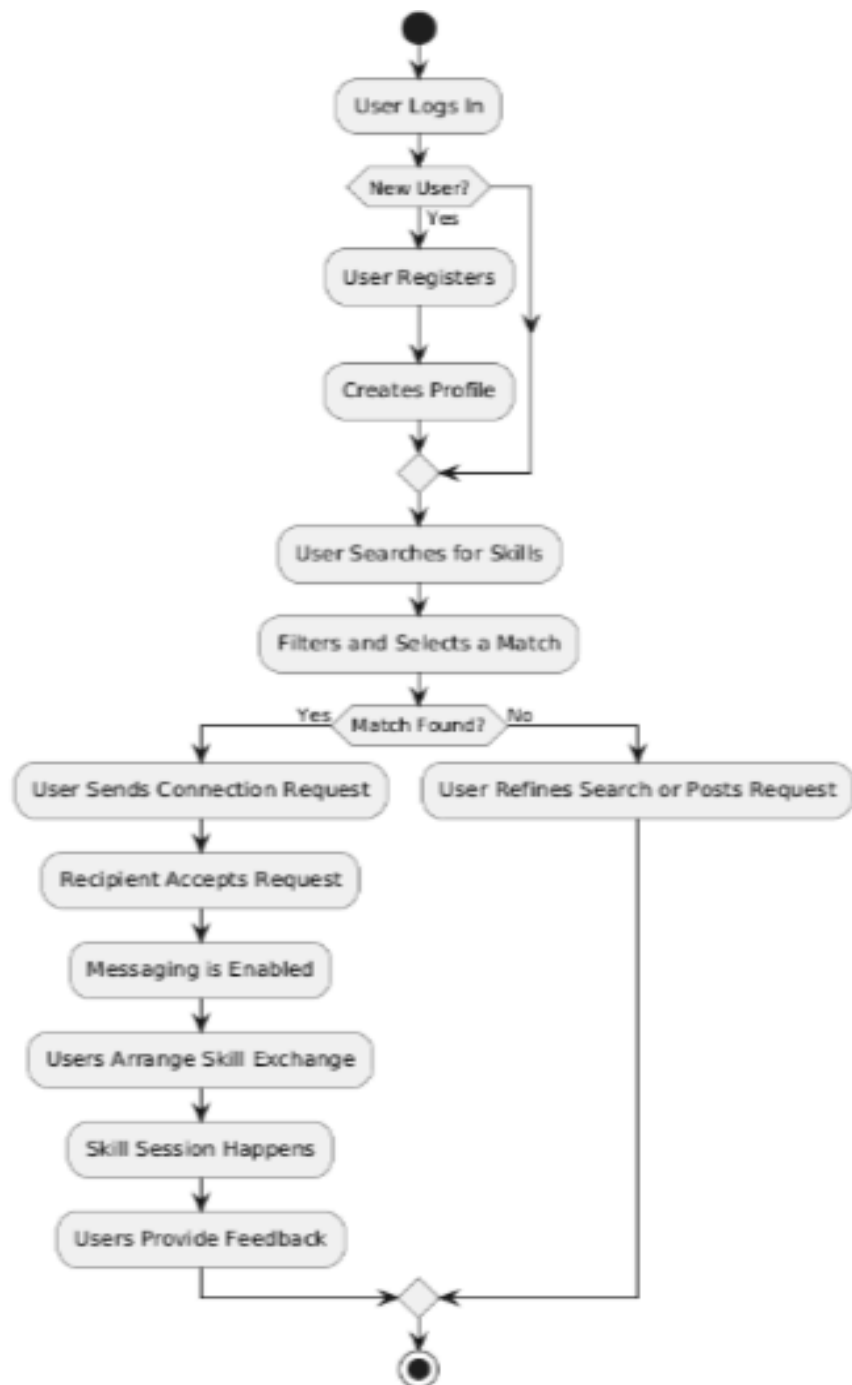 User Logs In
New User?
Yes
User Registers
Creates Profile
User Searches for Skills
Filters and Selects a Match
Yes
Match Found?
No
User Sends Connection Request
User Refines Search or Posts Request
Recipient Accepts Request
Messaging is Enabled
Users Arrange Skill Exchange
Skill Session Happens
Users Provide Feedback